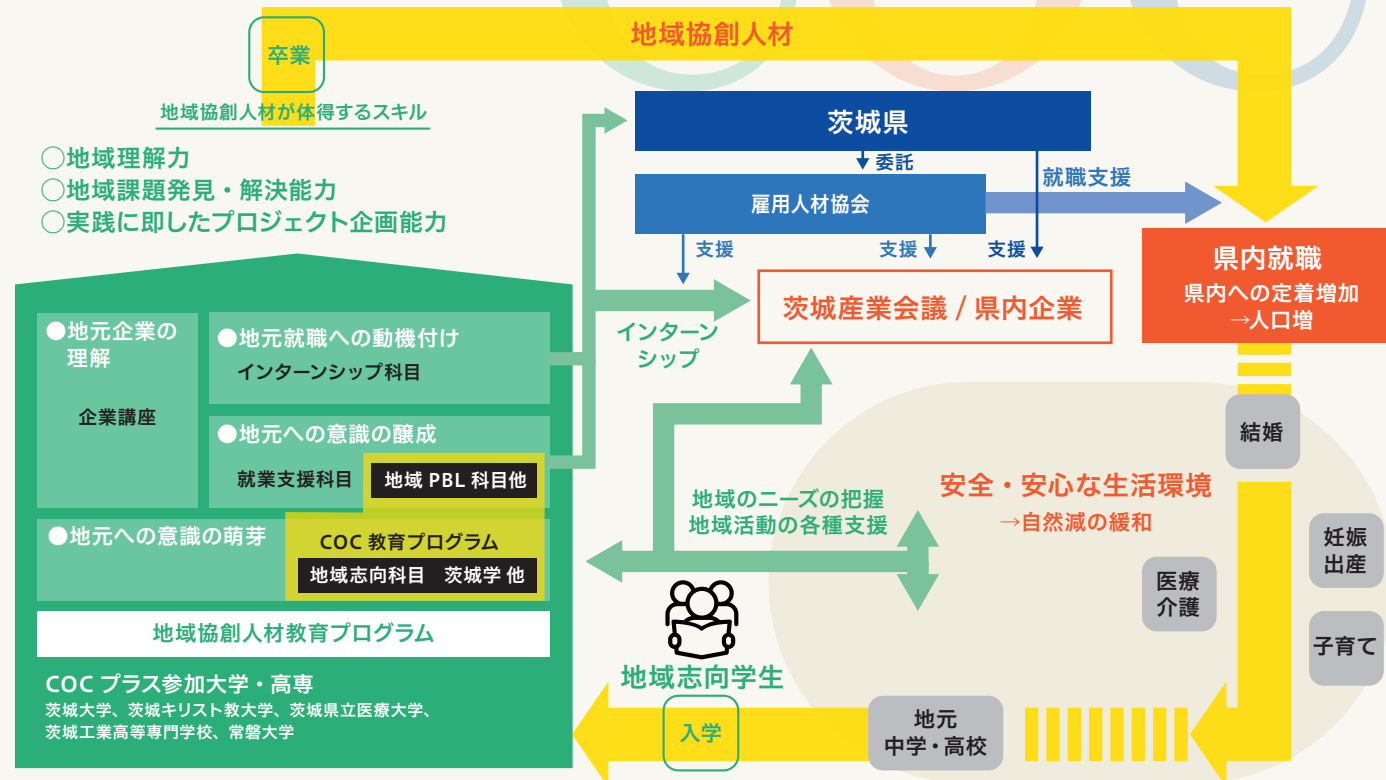 地域協創人材
卒業
地域協創人材が体得するスキル
○地域理解力
○地域課題発見・解決能力
○実践に即したプロジェクト企画能力
茨城県
委託
雇用人材協会
就職支援
支援
支援
支援
茨城産業会議 / 県内企業
県内就職
県内への定着増加
→人口増
インターン
シップ
●地元企業の
理解
企業講座
●地元就職への動機付け
インターンシップ科目
●地元への意識の醸成
就業支援科目
地域 PBL 科目他
●地元への意識の萌芽
COC 教育プログラム
地域志向科目 茨城学 他
地域協創人材教育プログラム
COC プラス参加大学・高専
茨城大学、茨城キリスト教大学、茨城県立医療大学、
茨城工業高等専門学校、常磐大学
地域のニーズの把握
地域活動の各種支援
地域志向学生
入学
安全・安心な生活環境
→自然減の緩和
結婚
妊娠
出産
医療
介護
子育て
地元
中学・高校